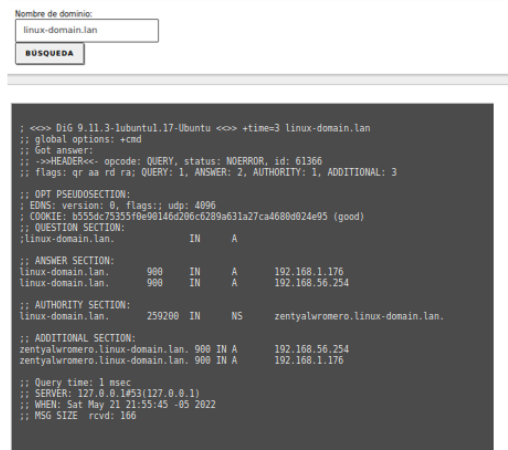 Nombre de dominio:
linux-domain.lan
BÚSQUEDA
; <<>> DiG 9.11.3-1ubuntu1.17-Ubuntu <<>> +time=3 linux-domain.lan
;; global options: +cmd
;; Got answer:
;; ->>HEADER<<- opcode: QUERY, status: NOERROR, id: 61366
;; flags: qr aa rd ra; QUERY: 1, ANSWER: 2, AUTHORITY: 1, ADDITIONAL: 3
;; OPT PSEUDOSECTION:
; EDNS: version: 0, flags:; udp: 4096
; COOKIE: b555dc75355f0e90146d206c6289a631a27ca4680d024e95 (good)
;; QUESTION SECTION:
;linux-domain.lan. IN A
;; ANSWER SECTION:
linux-domain.lan. 900 IN A 192.168.1.176
linux-domain.lan. 900 IN A 192.168.56.254
;; AUTHORITY SECTION:
linux-domain.lan. 259200 IN NS zentyalwromero.linux-domain.lan.
;; ADDITIONAL SECTION:
zentyalwromero.linux-domain.lan. 900 IN A 192.168.56.254
zentyalwromero.linux-domain.lan. 900 IN A 192.168.1.176
;; Query time: 1 msec
;; SERVER: 127.0.0.1#53(127.0.0.1)
;; WHEN: Sat May 21 21:55:45 -05 2022
;; MSG SIZE rcvd: 166